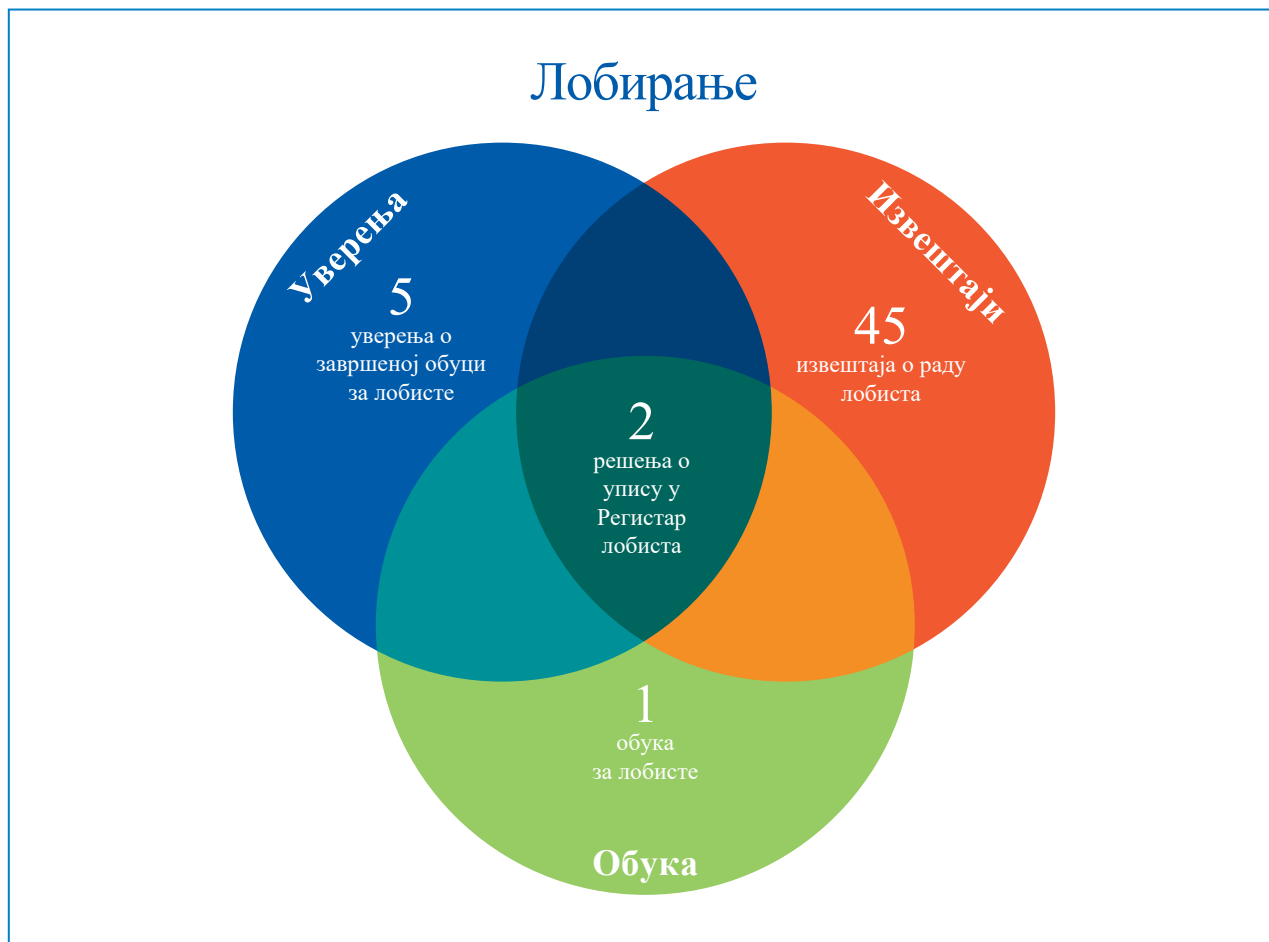 Лобирање
Уверења
5
уверења о
завршеној обуци
за лобисте
Извештаји
45
извештаја о раду
лобиста
2
решења о
упису у
Регистар
лобиста
1
обука
за лобисте
Обука